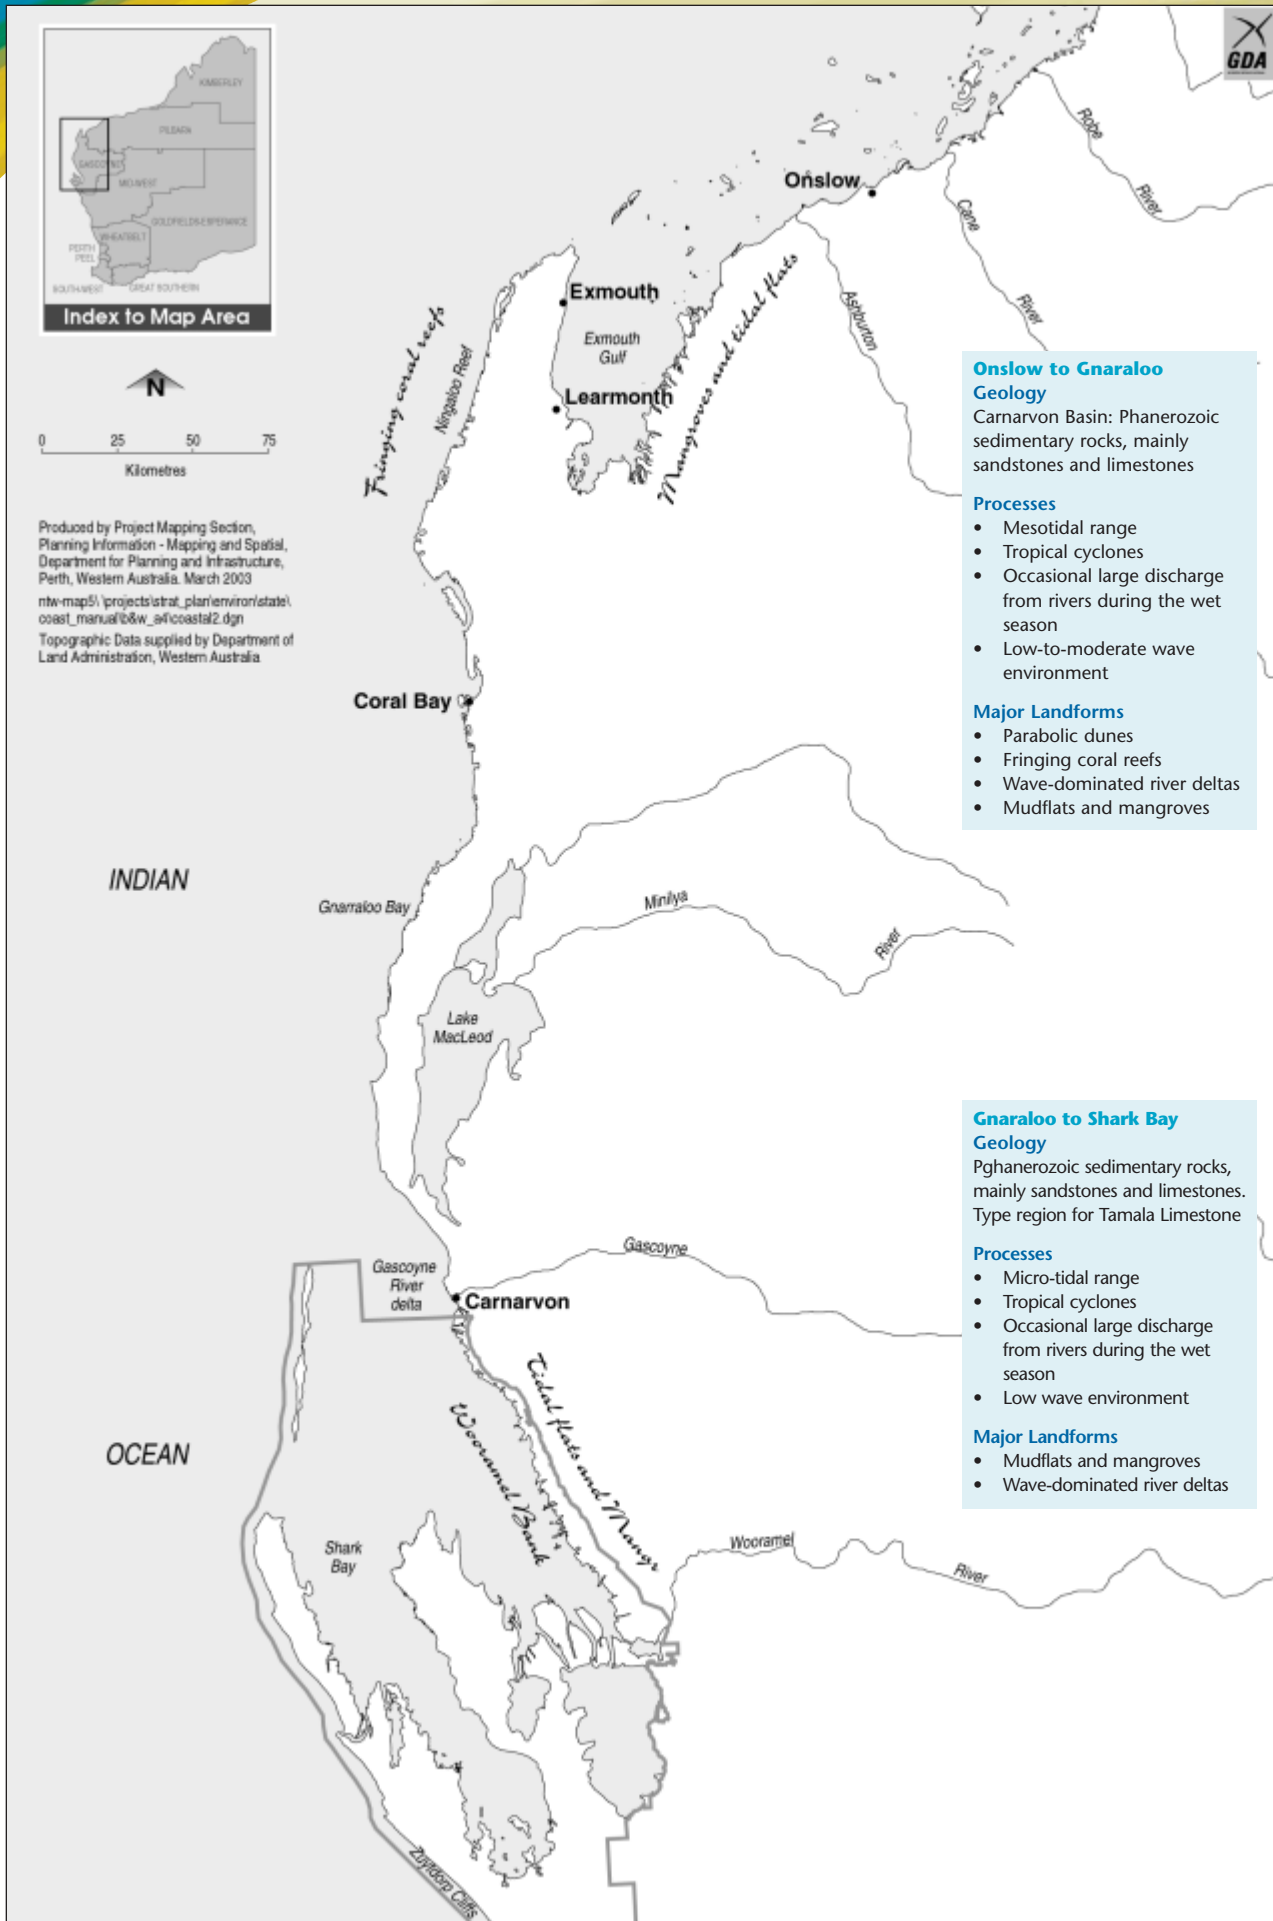 GDA
KIMBERLEY
PILBARA
GASCOYNE
MID-WEST
GOLDFIELDS-ESPERANCE
WHEATBELT
PERTH
PEEL
SOUTH-WEST
GREAT SOUTHERN
Index to Map Area
N
0 25 50 75
Kilometres
Produced by Project Mapping Section,
Planning Information - Mapping and Spatial,
Department for Planning and Infrastructure,
Perth, Western Australia. March 2003
ntw-map5\ \projects\strat_plan\environ\state\
coast_manual\b&w_a4\coastal2.dgn
Topographic Data supplied by Department of
Land Administration, Western Australia
Onslow
Robe
River
Cane
River
Ashburton
Exmouth
Exmouth
Gulf
Learmonth
Fringing coral reefs
Ningaloo Reef
Mangroves and tidal flats
Onslow to Gnaraloo
Geology
Carnarvon Basin: Phanerozoic
sedimentary rocks, mainly
sandstones and limestones
Processes
• Mesotidal range
• Tropical cyclones
• Occasional large discharge
from rivers during the wet
season
• Low-to-moderate wave
environment
Major Landforms
• Parabolic dunes
• Fringing coral reefs
• Wave-dominated river deltas
• Mudflats and mangroves
Coral Bay
INDIAN
Gnarraloo Bay
Minilya
River
Lake
MacLeod
Gnaraloo to Shark Bay
Geology
Pghanerozoic sedimentary rocks,
mainly sandstones and limestones.
Type region for Tamala Limestone
Processes
• Micro-tidal range
• Tropical cyclones
• Occasional large discharge
from rivers during the wet
season
• Low wave environment
Major Landforms
• Mudflats and mangroves
• Wave-dominated river deltas
Gascoyne
Gascoyne
River
delta
Carnarvon
Tidal flats and Mangr
Wooramel Bank
OCEAN
Shark
Bay
Wooramel
River
Zuytdorp Cliffs